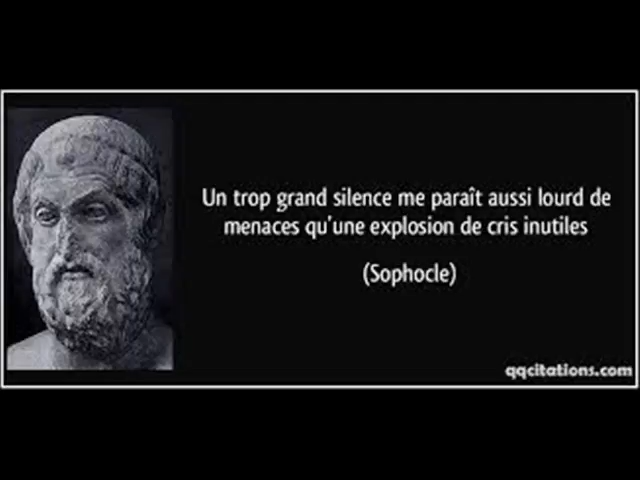 Un trop grand silence me paraît aussi lourd de
menaces qu'une explosion de cris inutiles
(Sophocle)
qqcitations.com